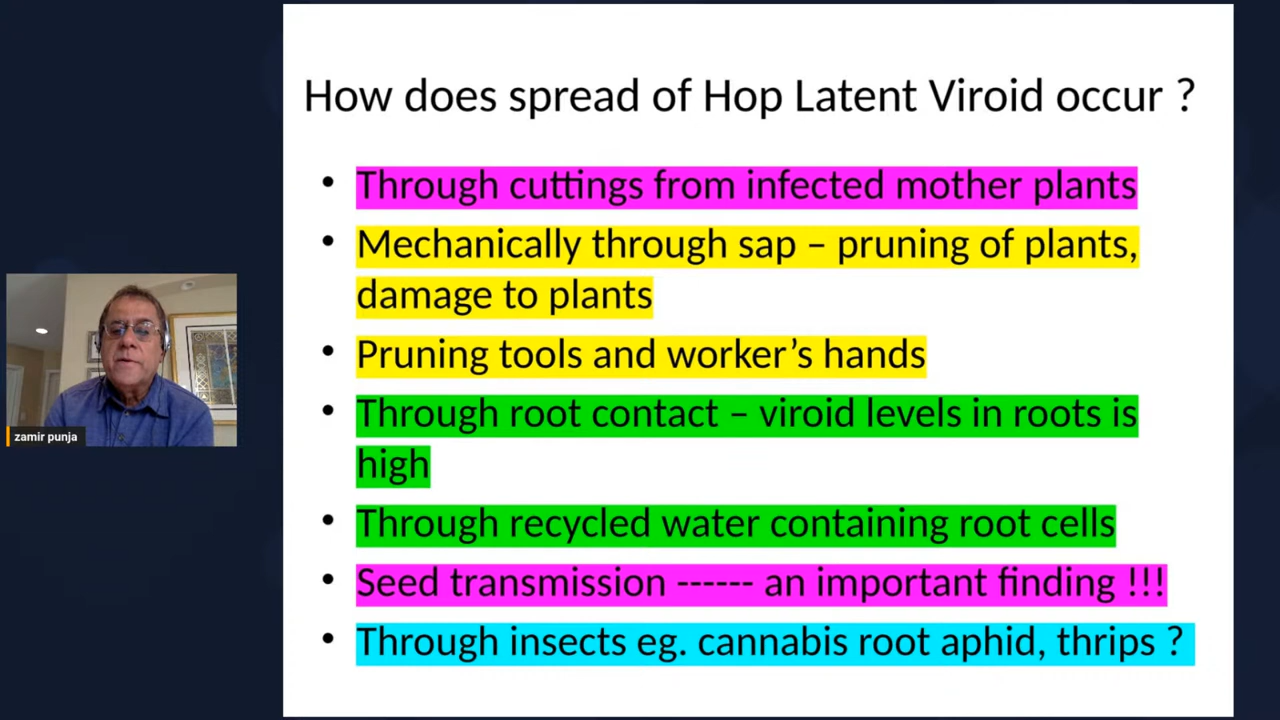 How does spread of Hop Latent Viroid occur ?
• Through cuttings from infected mother plants
• Mechanically through sap – pruning of plants,
damage to plants
• Pruning tools and worker’s hands
• Through root contact – viroid levels in roots is
high
• Through recycled water containing root cells
• Seed transmission ------ an important finding !!!
• Through insects eg. cannabis root aphid, thrips ?
zamir punja